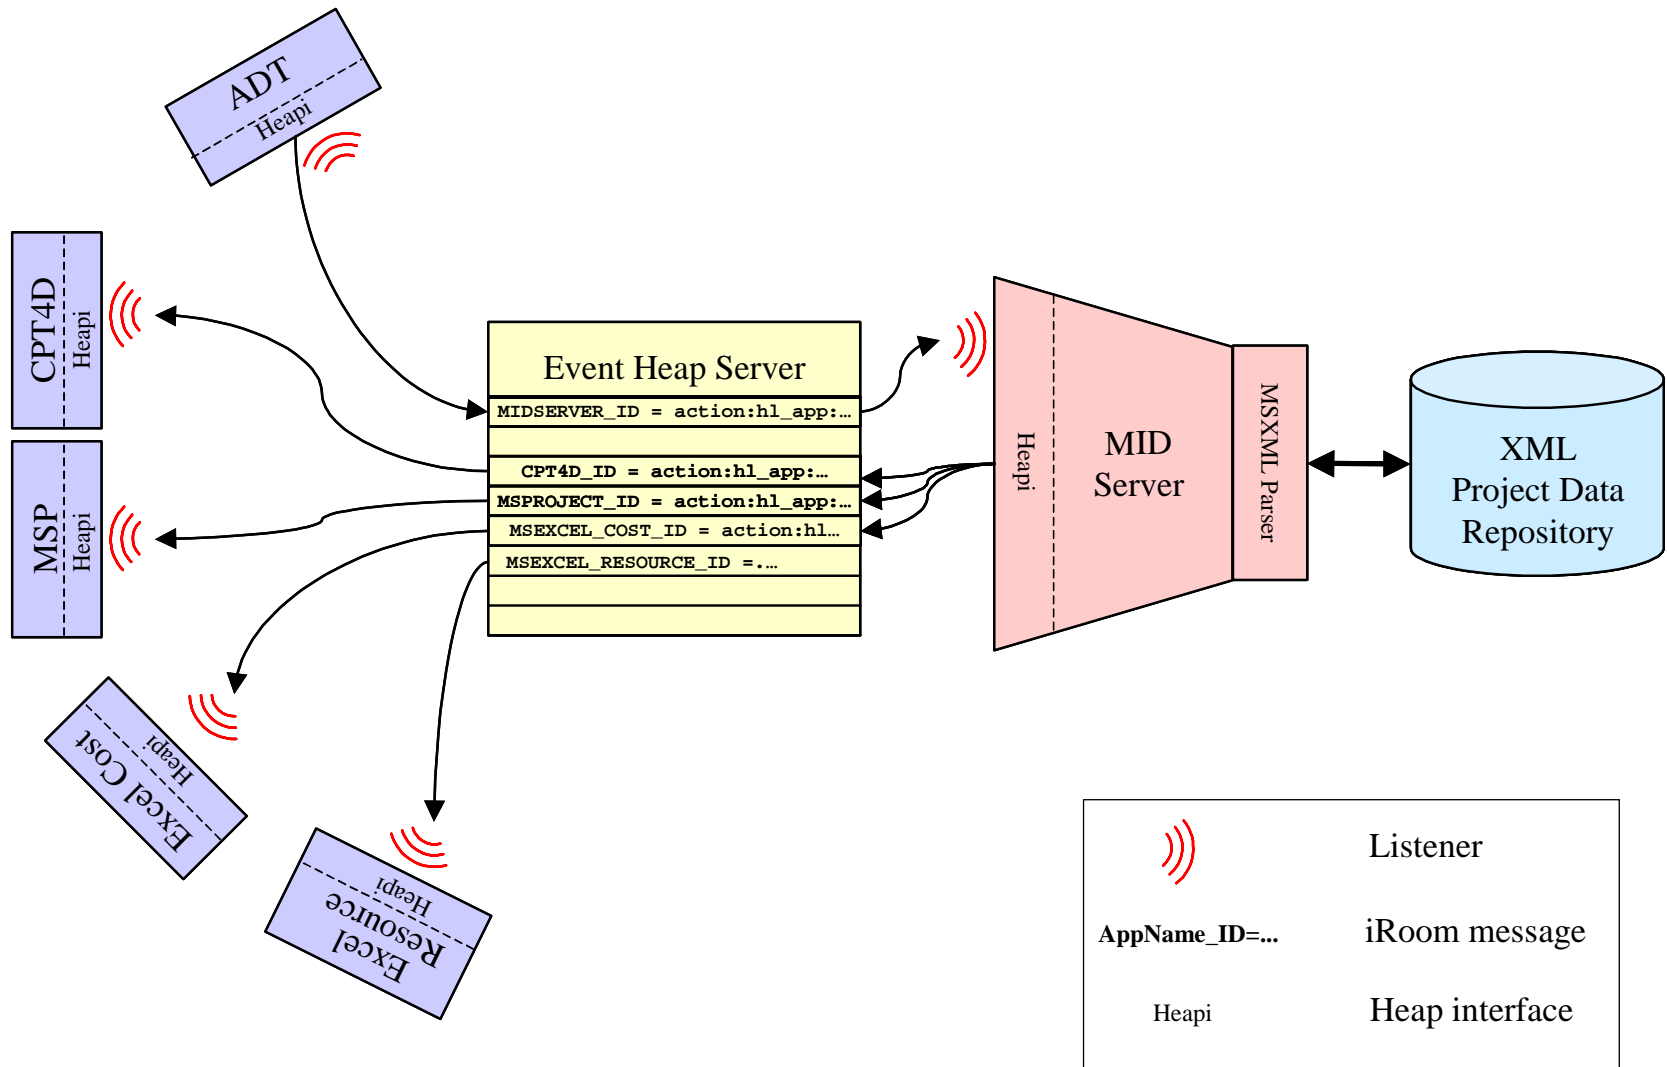 ADT
Heapi
CPT4D
Heapi
MSP
Heapi
Excel Cost
Heapi
Excel
Resource
Heapi
Event Heap Server
MIDSERVER_ID = action:hl_app:…
CPT4D_ID = action:hl_app:…
MSPROJECT_ID = action:hl_app:…
MSEXCEL_COST_ID = action:hl…
MSEXCEL_RESOURCE_ID =.…
Heapi
MID
Server
MSXML Parser
XML
Project Data
Repository
Listener
AppName_ID=... iRoom message
Heapi Heap interface